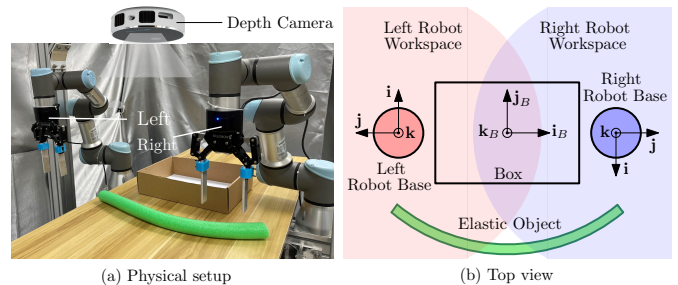 Depth Camera
Left
Right
(a) Physical setup
Left Robot
Workspace
Right Robot
Workspace
Right
Robot Base
i
j
k
Left
Robot Base
j_B
k_B
i_B
Box
k
j
i
Elastic Object
(b) Top view